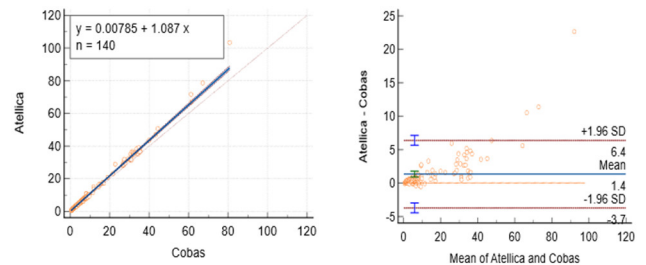 y = 0.00785 + 1.087 x
n = 140
120
100
80
60
40
20
0
Atellica
0 20 40 60 80 100 120
Cobas
25
20
15
10
5
0
-5
Atellica - Cobas
+1.96 SD
6.4
Mean
1.4
-1.96 SD
-3.7
0 20 40 60 80 100 120
Mean of Atellica and Cobas